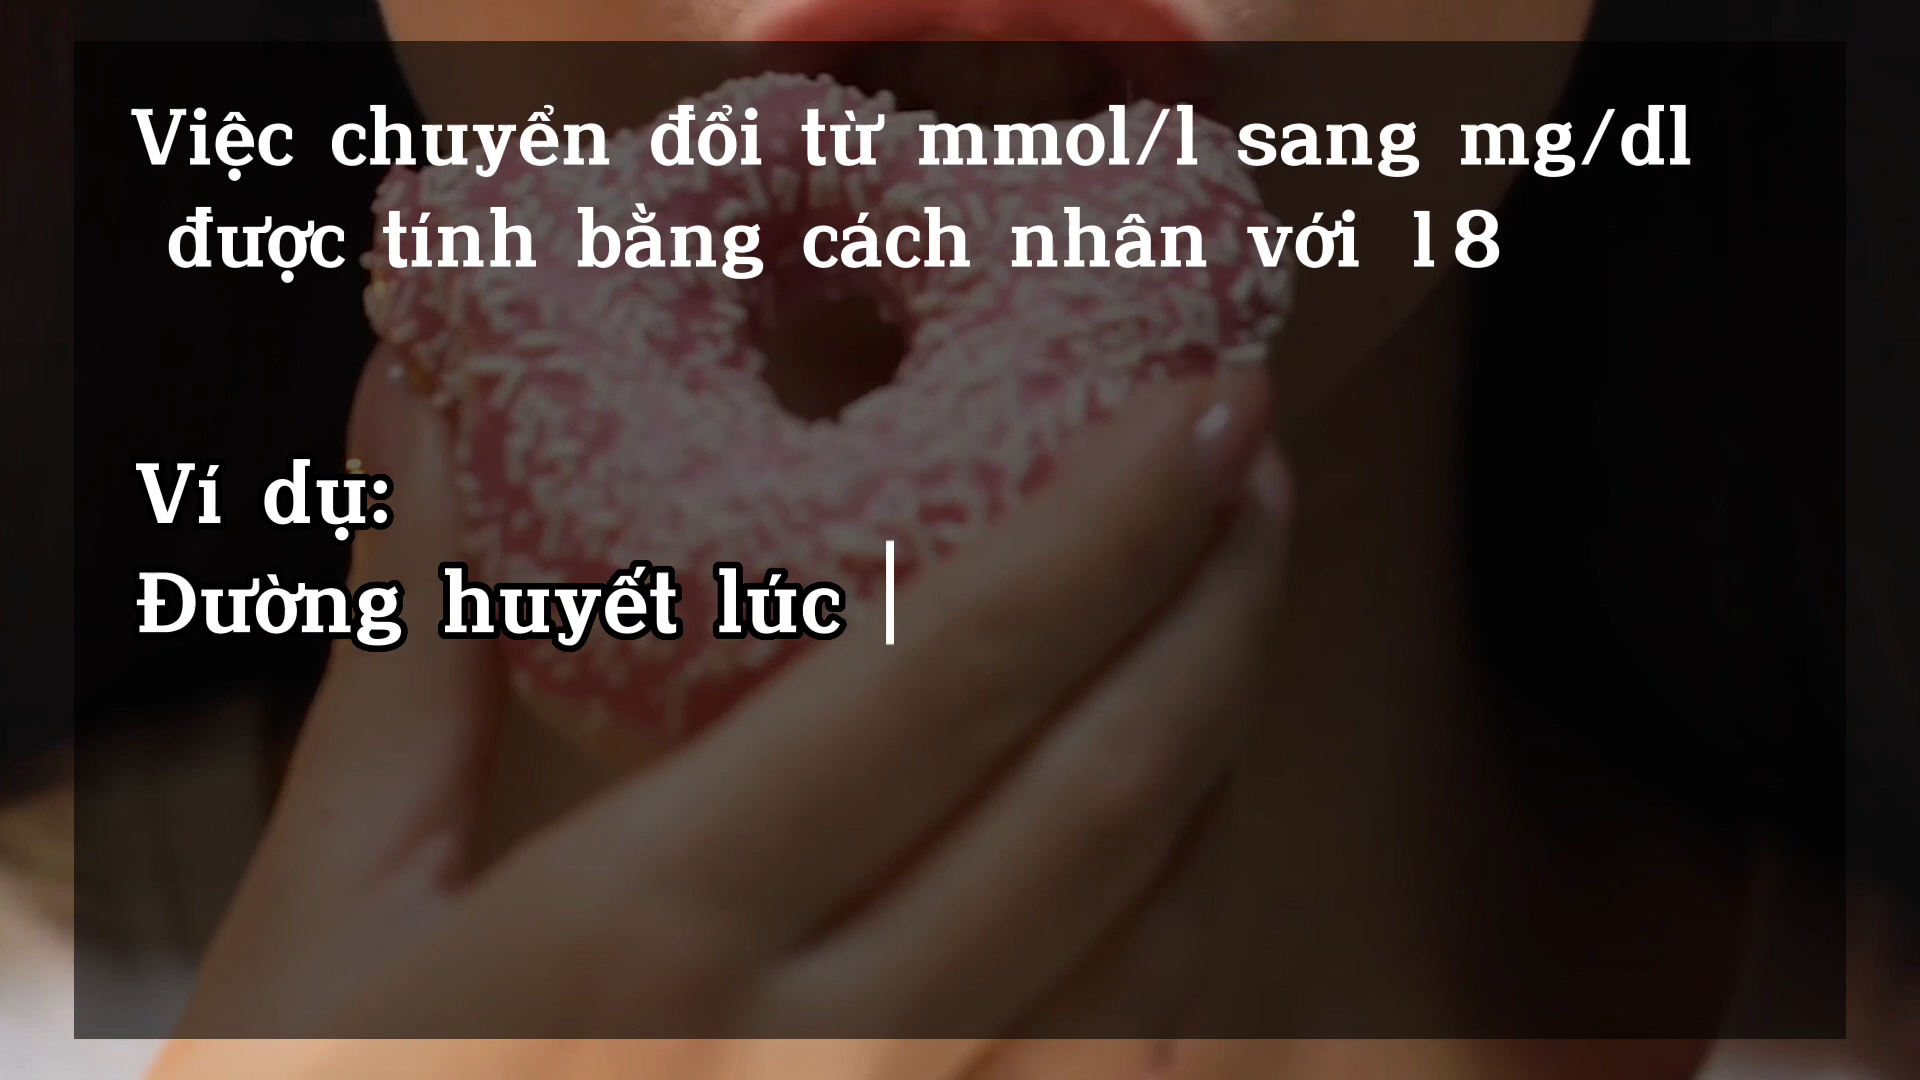 Việc chuyển đổi từ mmol/l sang mg/dl
được tính bằng cách nhân với 18
Ví dụ:
Đường huyết lúc